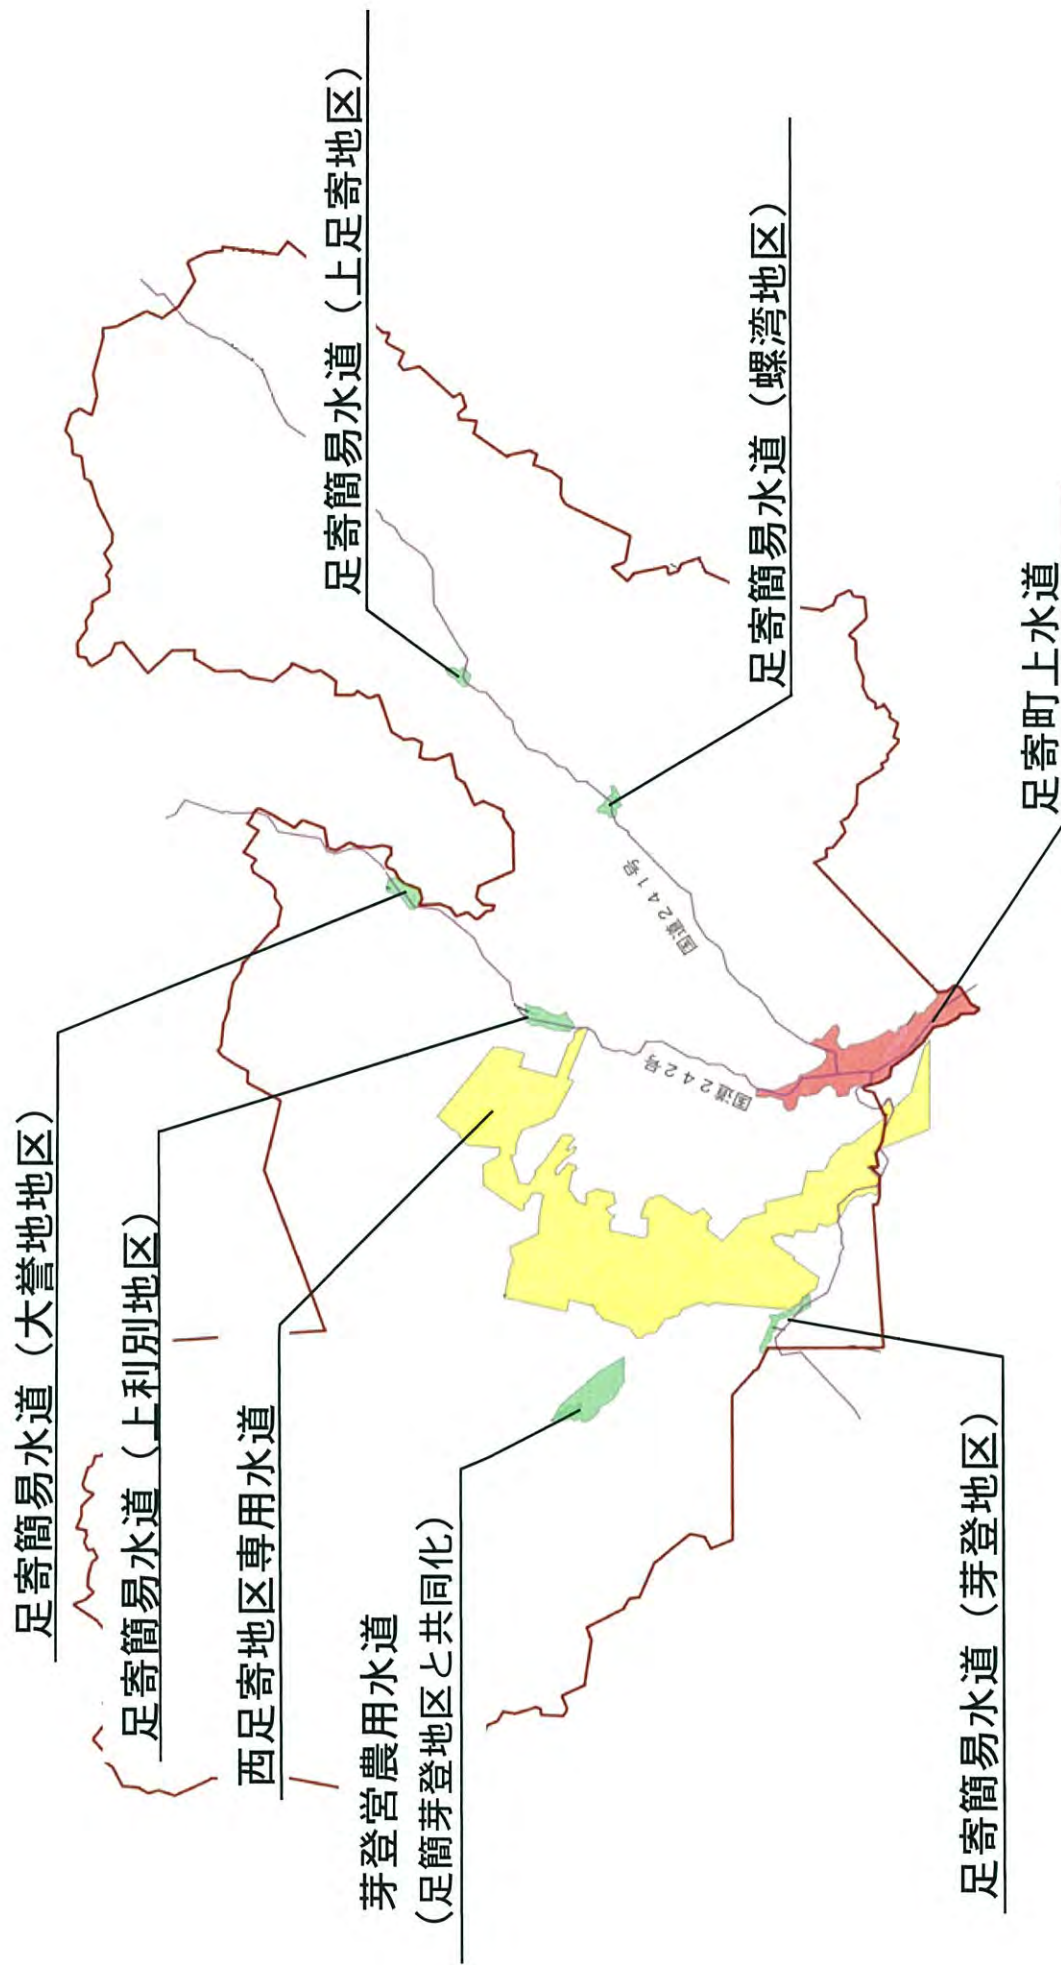 足寄簡易水道（大誉地地区）
足寄簡易水道（上利別地区）
西足寄地区専用水道
芽登営農用水道
（足簡芽登地区と共同化）
足寄簡易水道（芽登地区）
足寄簡易水道（上足寄地区）
足寄簡易水道（螺湾地区）
足寄町上水道
国道２４１号
国道２４２号